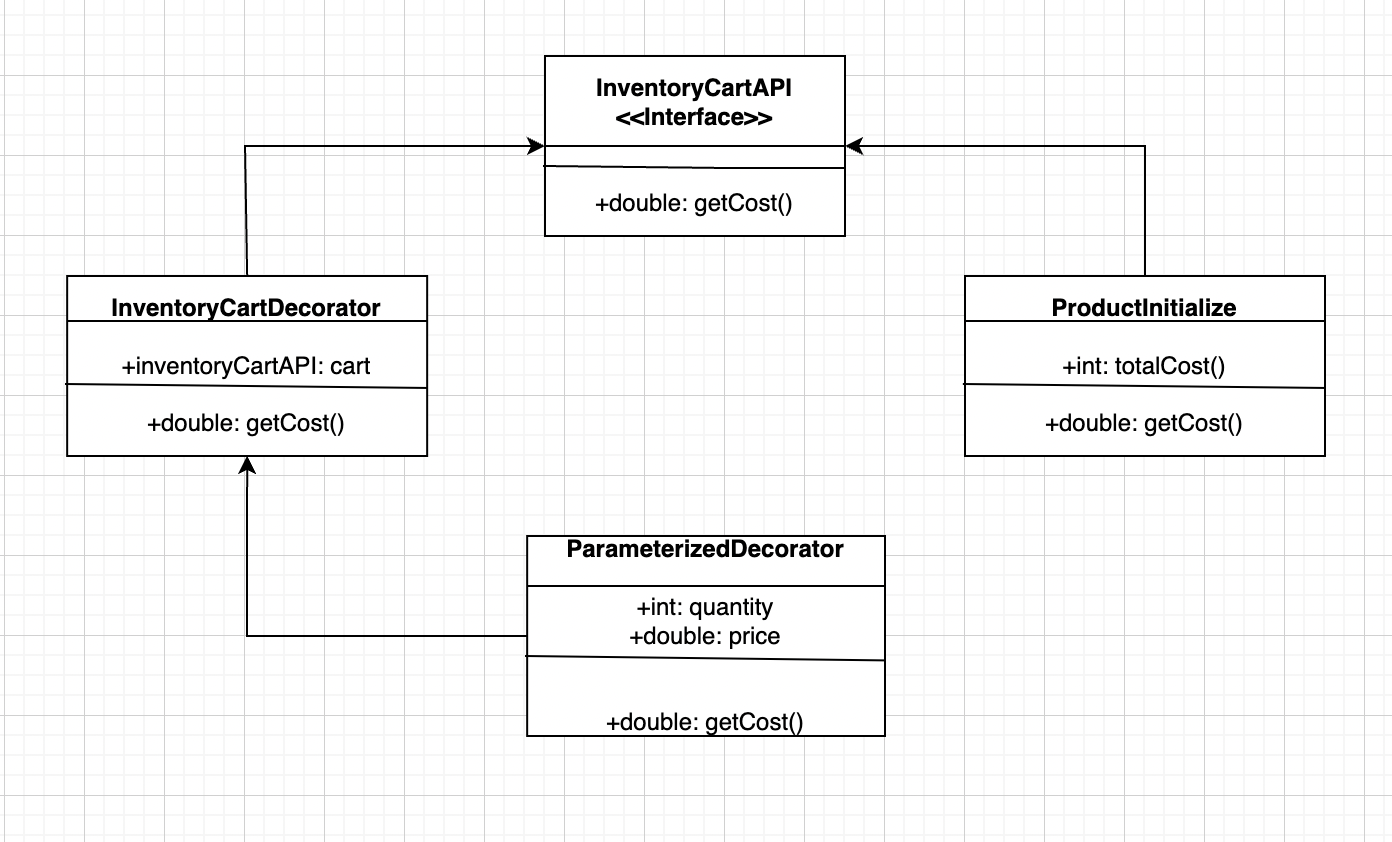 InventoryCartAPI
<<Interface>>
+double: getCost()
InventoryCartDecorator
+inventoryCartAPI: cart
+double: getCost()
ProductInitialize
+int: totalCost()
+double: getCost()
ParameterizedDecorator
+int: quantity
+double: price
+double: getCost()